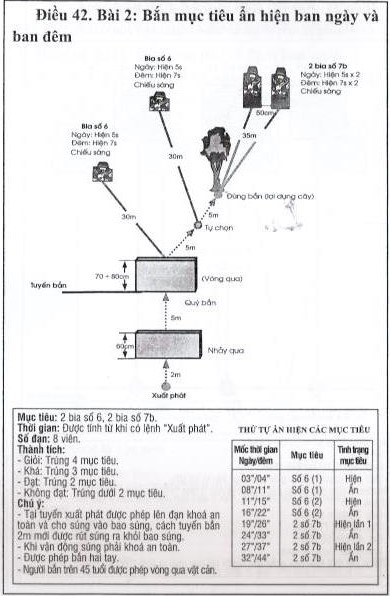 Điều 42. Bài 2: Bắn mục tiêu ẩn hiện ban ngày và
ban đêm
Bia số 6
Ngày: Hiện 5s
Đêm: Hiện 7s
Chiếu sáng
2 bia số 7b
Ngày: Hiện 5s x 2
Đêm: Hiện 7s x 2
Chiếu sáng
50cm
Bia số 6
Ngày: Hiện 5s
Đêm: Hiện 7s
Chiếu sáng
35m
30m
Đứng bắn (lợi dụng cây)
30m
5m
Tự chọn
5m
70 ÷ 80cm
(Vòng qua)
Tuyến bắn
Quỳ bắn
5m
60cm
Nhảy qua
2m
Xuất phát
Mục tiêu: 2 bia số 6, 2 bia số 7b.
Thời gian: Được tính từ khi có lệnh "Xuất phát".
Số đạn: 8 viên.
Thành tích:
- Giỏi: Trúng 4 mục tiêu.
- Khá: Trúng 3 mục tiêu.
- Đạt: Trúng 2 mục tiêu.
- Không đạt: Trúng dưới 2 mục tiêu.
Chú ý:
- Tại tuyến xuất phát được phép lên đạn khoá an
toàn và cho súng vào bao súng, cách tuyến bắn
2m mới được rút súng ra khỏi bao súng.
- Khi vận động súng phải khoá an toàn.
- Được phép bắn hai tay.
- Người bắn trên 45 tuổi được phép vòng qua vật cản.
THỨ TỰ ẨN HIỆN CÁC MỤC TIÊU
Mốc thời gian Ngày/đêm Mục tiêu Tình trạng mục tiêu
03"/04" Số 6 (1) Hiện
08"/11" Số 6 (1) Ẩn
11"/15" Số 6 (2) Hiện
16"/22" Số 6 (2) Ẩn
19"/26" 2 số 7b Hiện lần 1
24"/33" 2 số 7b Ẩn
27"/37" 2 số 7b Hiện lần 2
32"/44" 2 số 7b Ẩn